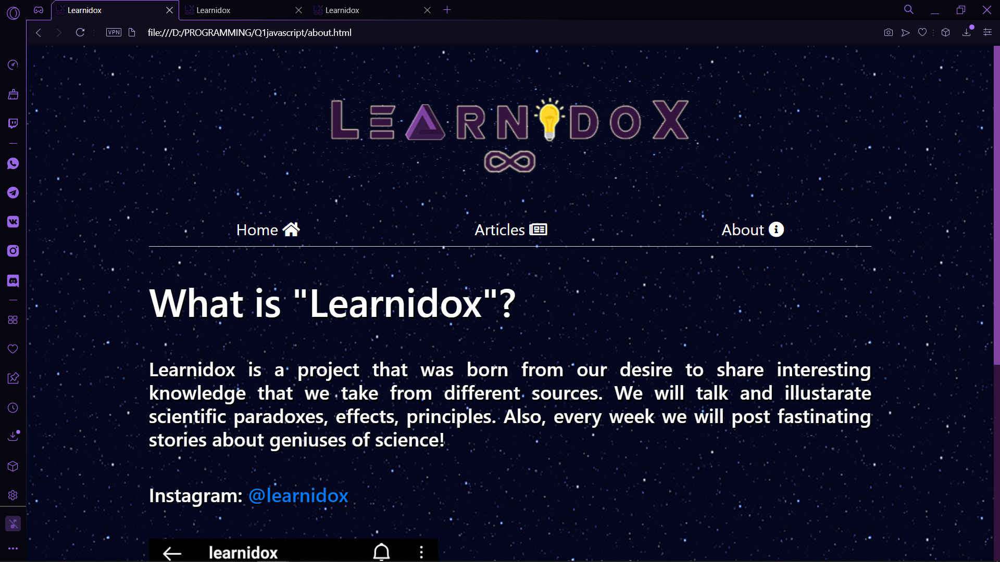 Learnidox
Learnidox
Learnidox
VPN
file:///D:/PROGRAMMING/Q1javascript/about.html
LEARNIDOX
Home
Articles
About
What is "Learnidox"?
Learnidox is a project that was born from our desire to share interesting
knowledge that we take from different sources. We will talk and illustarate
scientific paradoxes, effects, principles. Also, every week we will post fastinating
stories about geniuses of science!
Instagram: @learnidox
learnidox